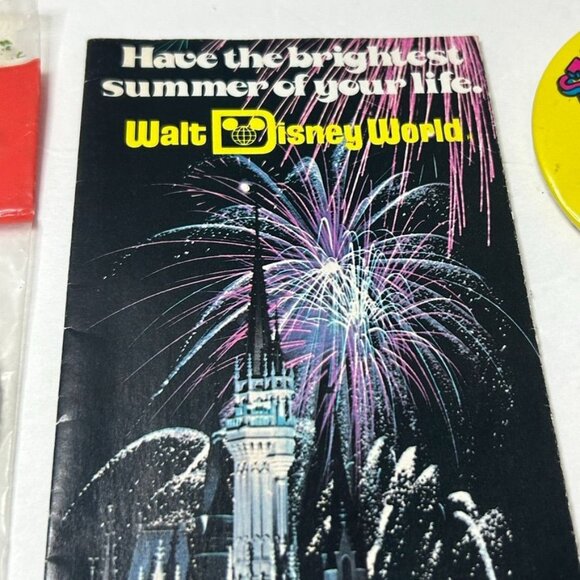 Have the brightest
summer of your life.
Walt Disney World